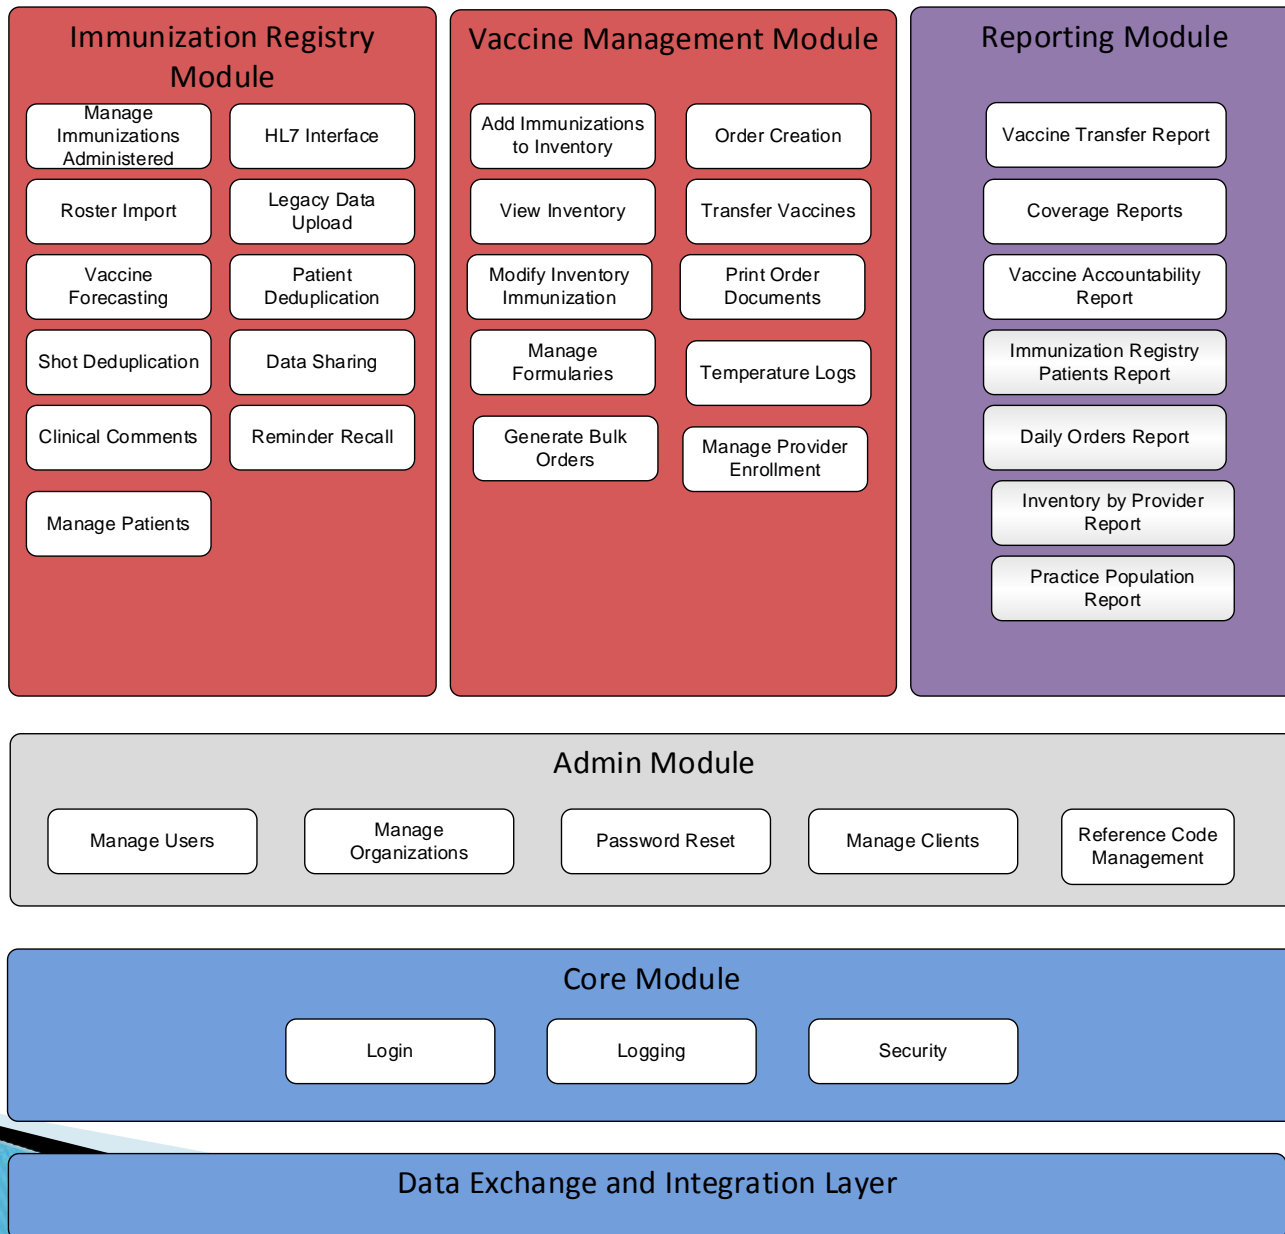 Immunization Registry
Module
Manage
Immunizations
Administered
HL7 Interface
Roster Import
Legacy Data
Upload
Vaccine
Forecasting
Patient
Deduplication
Shot Deduplication
Data Sharing
Clinical Comments
Reminder Recall
Manage Patients
Vaccine Management Module
Add Immunizations
to Inventory
Order Creation
View Inventory
Transfer Vaccines
Modify Inventory
Immunization
Print Order
Documents
Manage
Formularies
Temperature Logs
Generate Bulk
Orders
Manage Provider
Enrollment
Reporting Module
Vaccine Transfer Report
Coverage Reports
Vaccine Accountability
Report
Immunization Registry
Patients Report
Daily Orders Report
Inventory by Provider
Report
Practice Population
Report
Admin Module
Manage Users
Manage
Organizations
Password Reset
Manage Clients
Reference Code
Management
Core Module
Login
Logging
Security
Data Exchange and Integration Layer